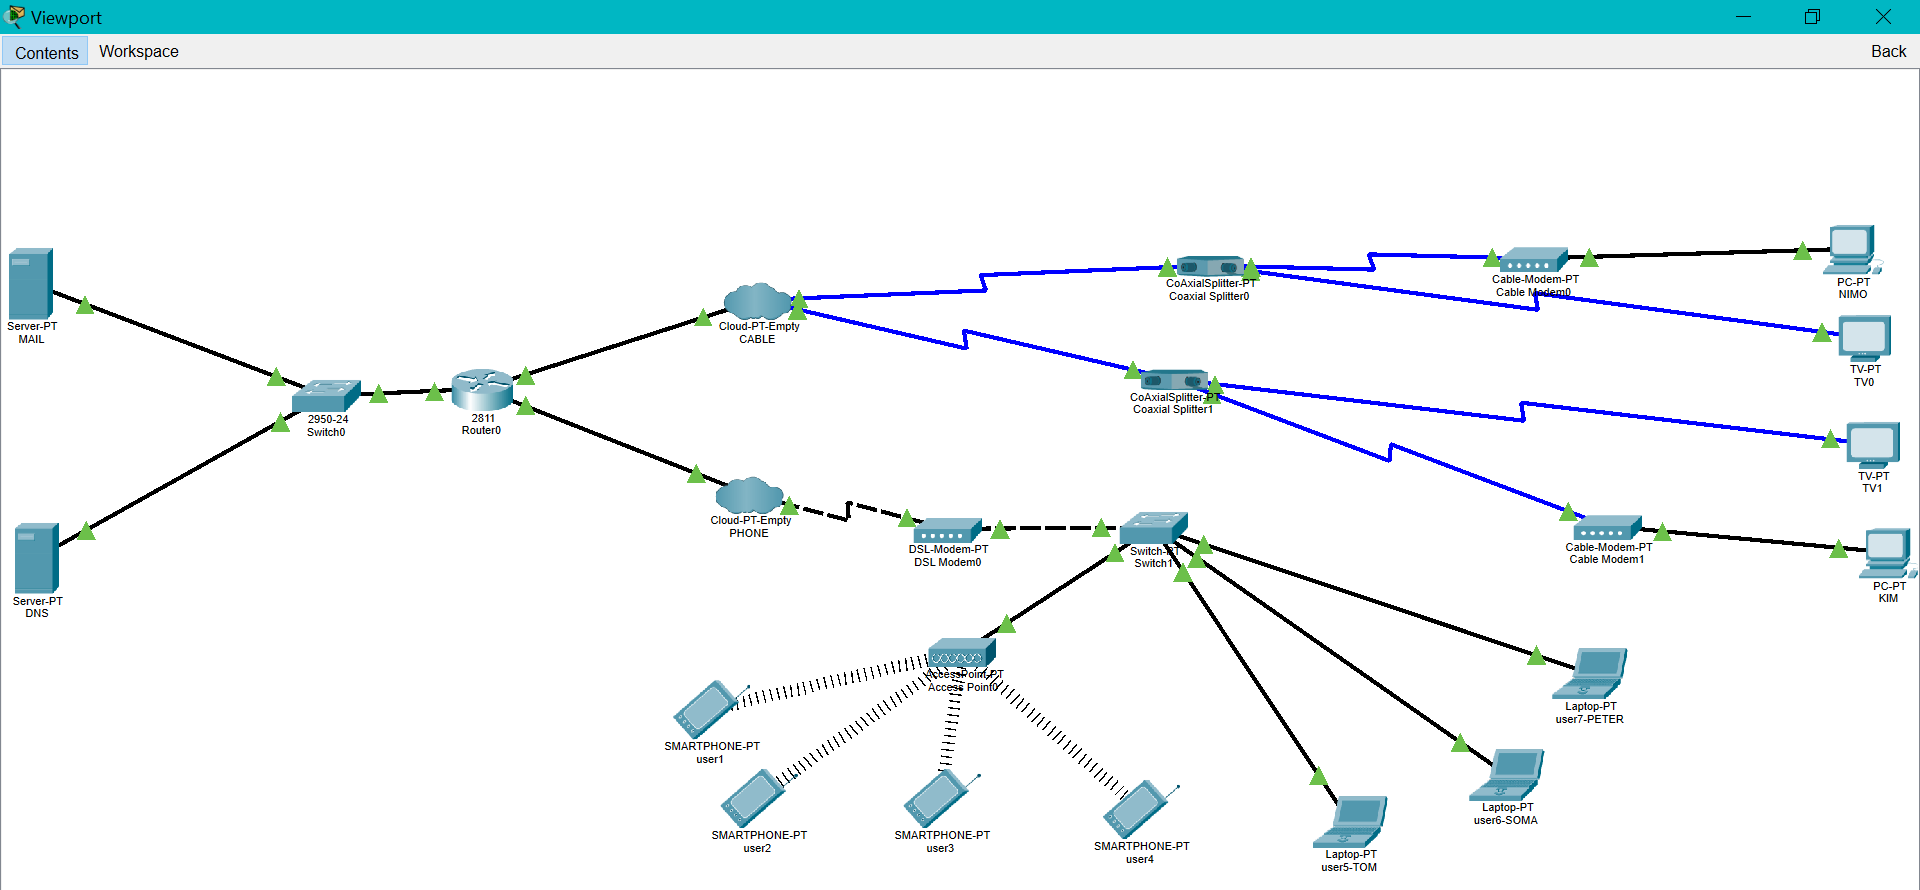 Viewport
Contents Workspace Back
Server-PT
MAIL
2950-24
Switch0
Server-PT
DNS
2811
Router0
Cloud-PT-Empty
CABLE
Cloud-PT-Empty
PHONE
CoAxialSplitter-PT
Coaxial Splitter0
CoAxialSplitter-PT
Coaxial Splitter1
Cable-Modem-PT
Cable Modem0
PC-PT
NIMO
TV-PT
TV0
TV-PT
TV1
Cable-Modem-PT
Cable Modem1
PC-PT
KIM
DSL-Modem-PT
DSL Modem0
Switch-PT
Switch1
AccessPoint-PT
Access Point0
SMARTPHONE-PT
user1
SMARTPHONE-PT
user2
SMARTPHONE-PT
user3
SMARTPHONE-PT
user4
Laptop-PT
user5-TOM
Laptop-PT
user6-SOMA
Laptop-PT
user7-PETER